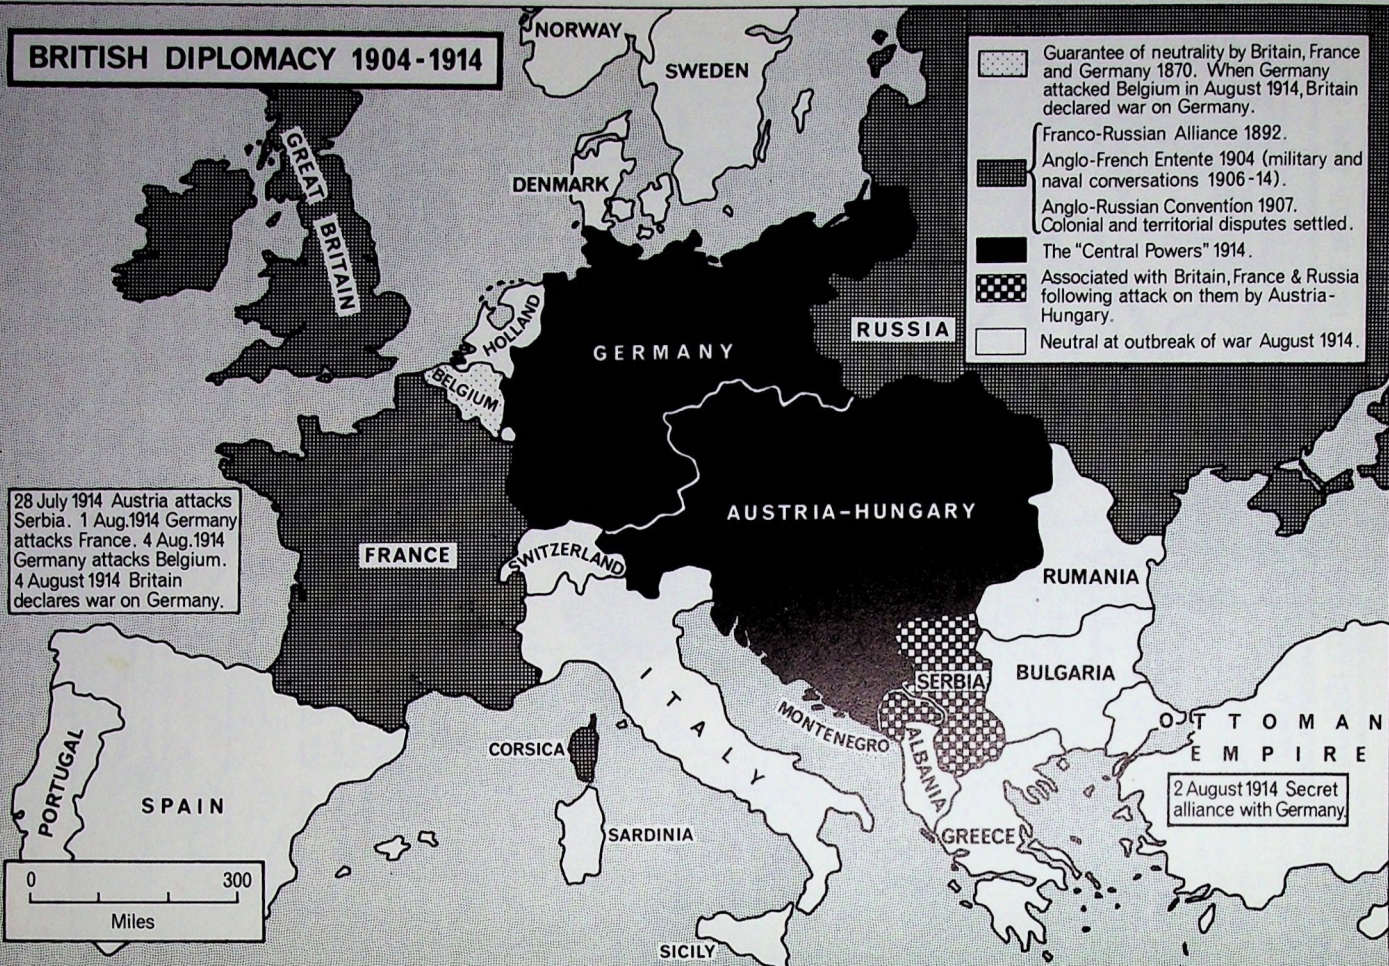 BRITISH DIPLOMACY 1904-1914
NORWAY
SWEDEN
DENMARK
GREAT
BRITAIN
HOLLAND
BELGIUM
GERMANY
RUSSIA
Guarantee of neutrality by Britain, France
and Germany 1870. When Germany
attacked Belgium in August 1914, Britain
declared war on Germany.
Franco-Russian Alliance 1892.
Anglo-French Entente 1904 (military and
naval conversations 1906-14).
Anglo-Russian Convention 1907.
Colonial and territorial disputes settled.
The "Central Powers" 1914.
Associated with Britain, France & Russia
following attack on them by Austria-
Hungary.
Neutral at outbreak of war August 1914.
28 July 1914 Austria attacks
Serbia. 1 Aug.1914 Germany
attacks France. 4 Aug.1914
Germany attacks Belgium.
4 August 1914 Britain
declares war on Germany.
FRANCE
SWITZERLAND
AUSTRIA-HUNGARY
RUMANIA
SERBIA
BULGARIA
MONTENEGRO
ALBANIA
ITALY
CORSICA
SARDINIA
SICILY
GREECE
OTTOMAN
EMPIRE
2 August 1914 Secret
alliance with Germany.
PORTUGAL
SPAIN
0 300
Miles